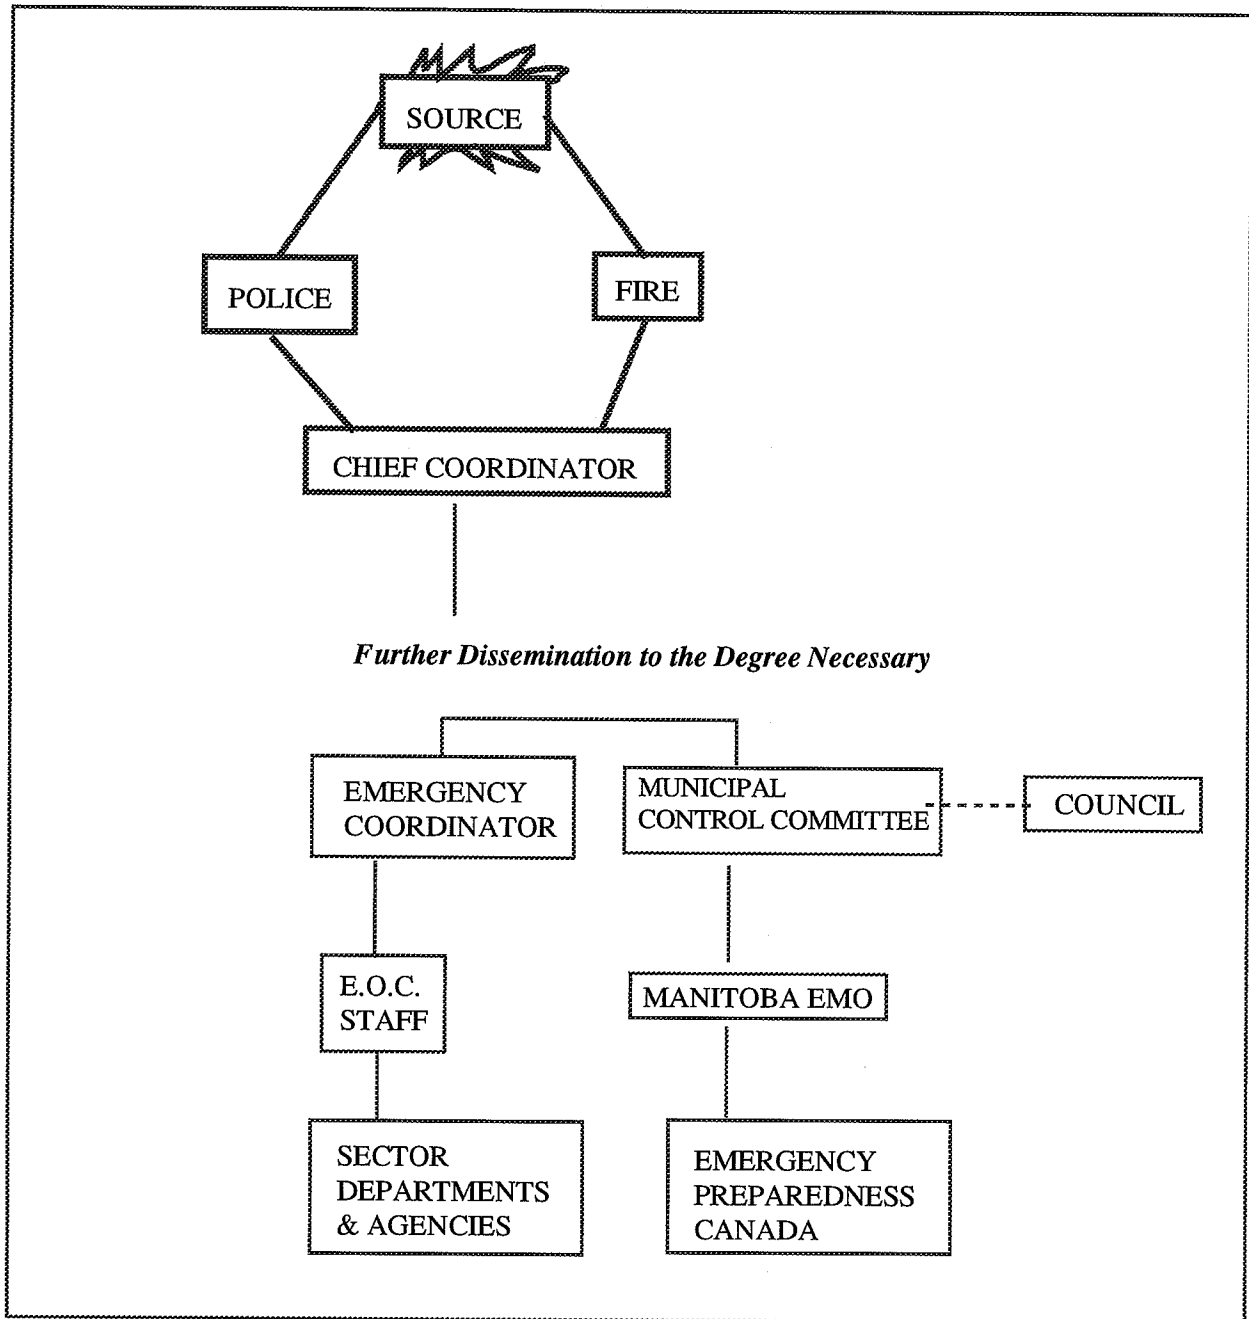 SOURCE
POLICE
FIRE
CHIEF COORDINATOR
Further Dissemination to the Degree Necessary
EMERGENCY
COORDINATOR
MUNICIPAL
CONTROL COMMITTEE
COUNCIL
E.O.C.
STAFF
MANITOBA EMO
SECTOR
DEPARTMENTS
& AGENCIES
EMERGENCY
PREPAREDNESS
CANADA